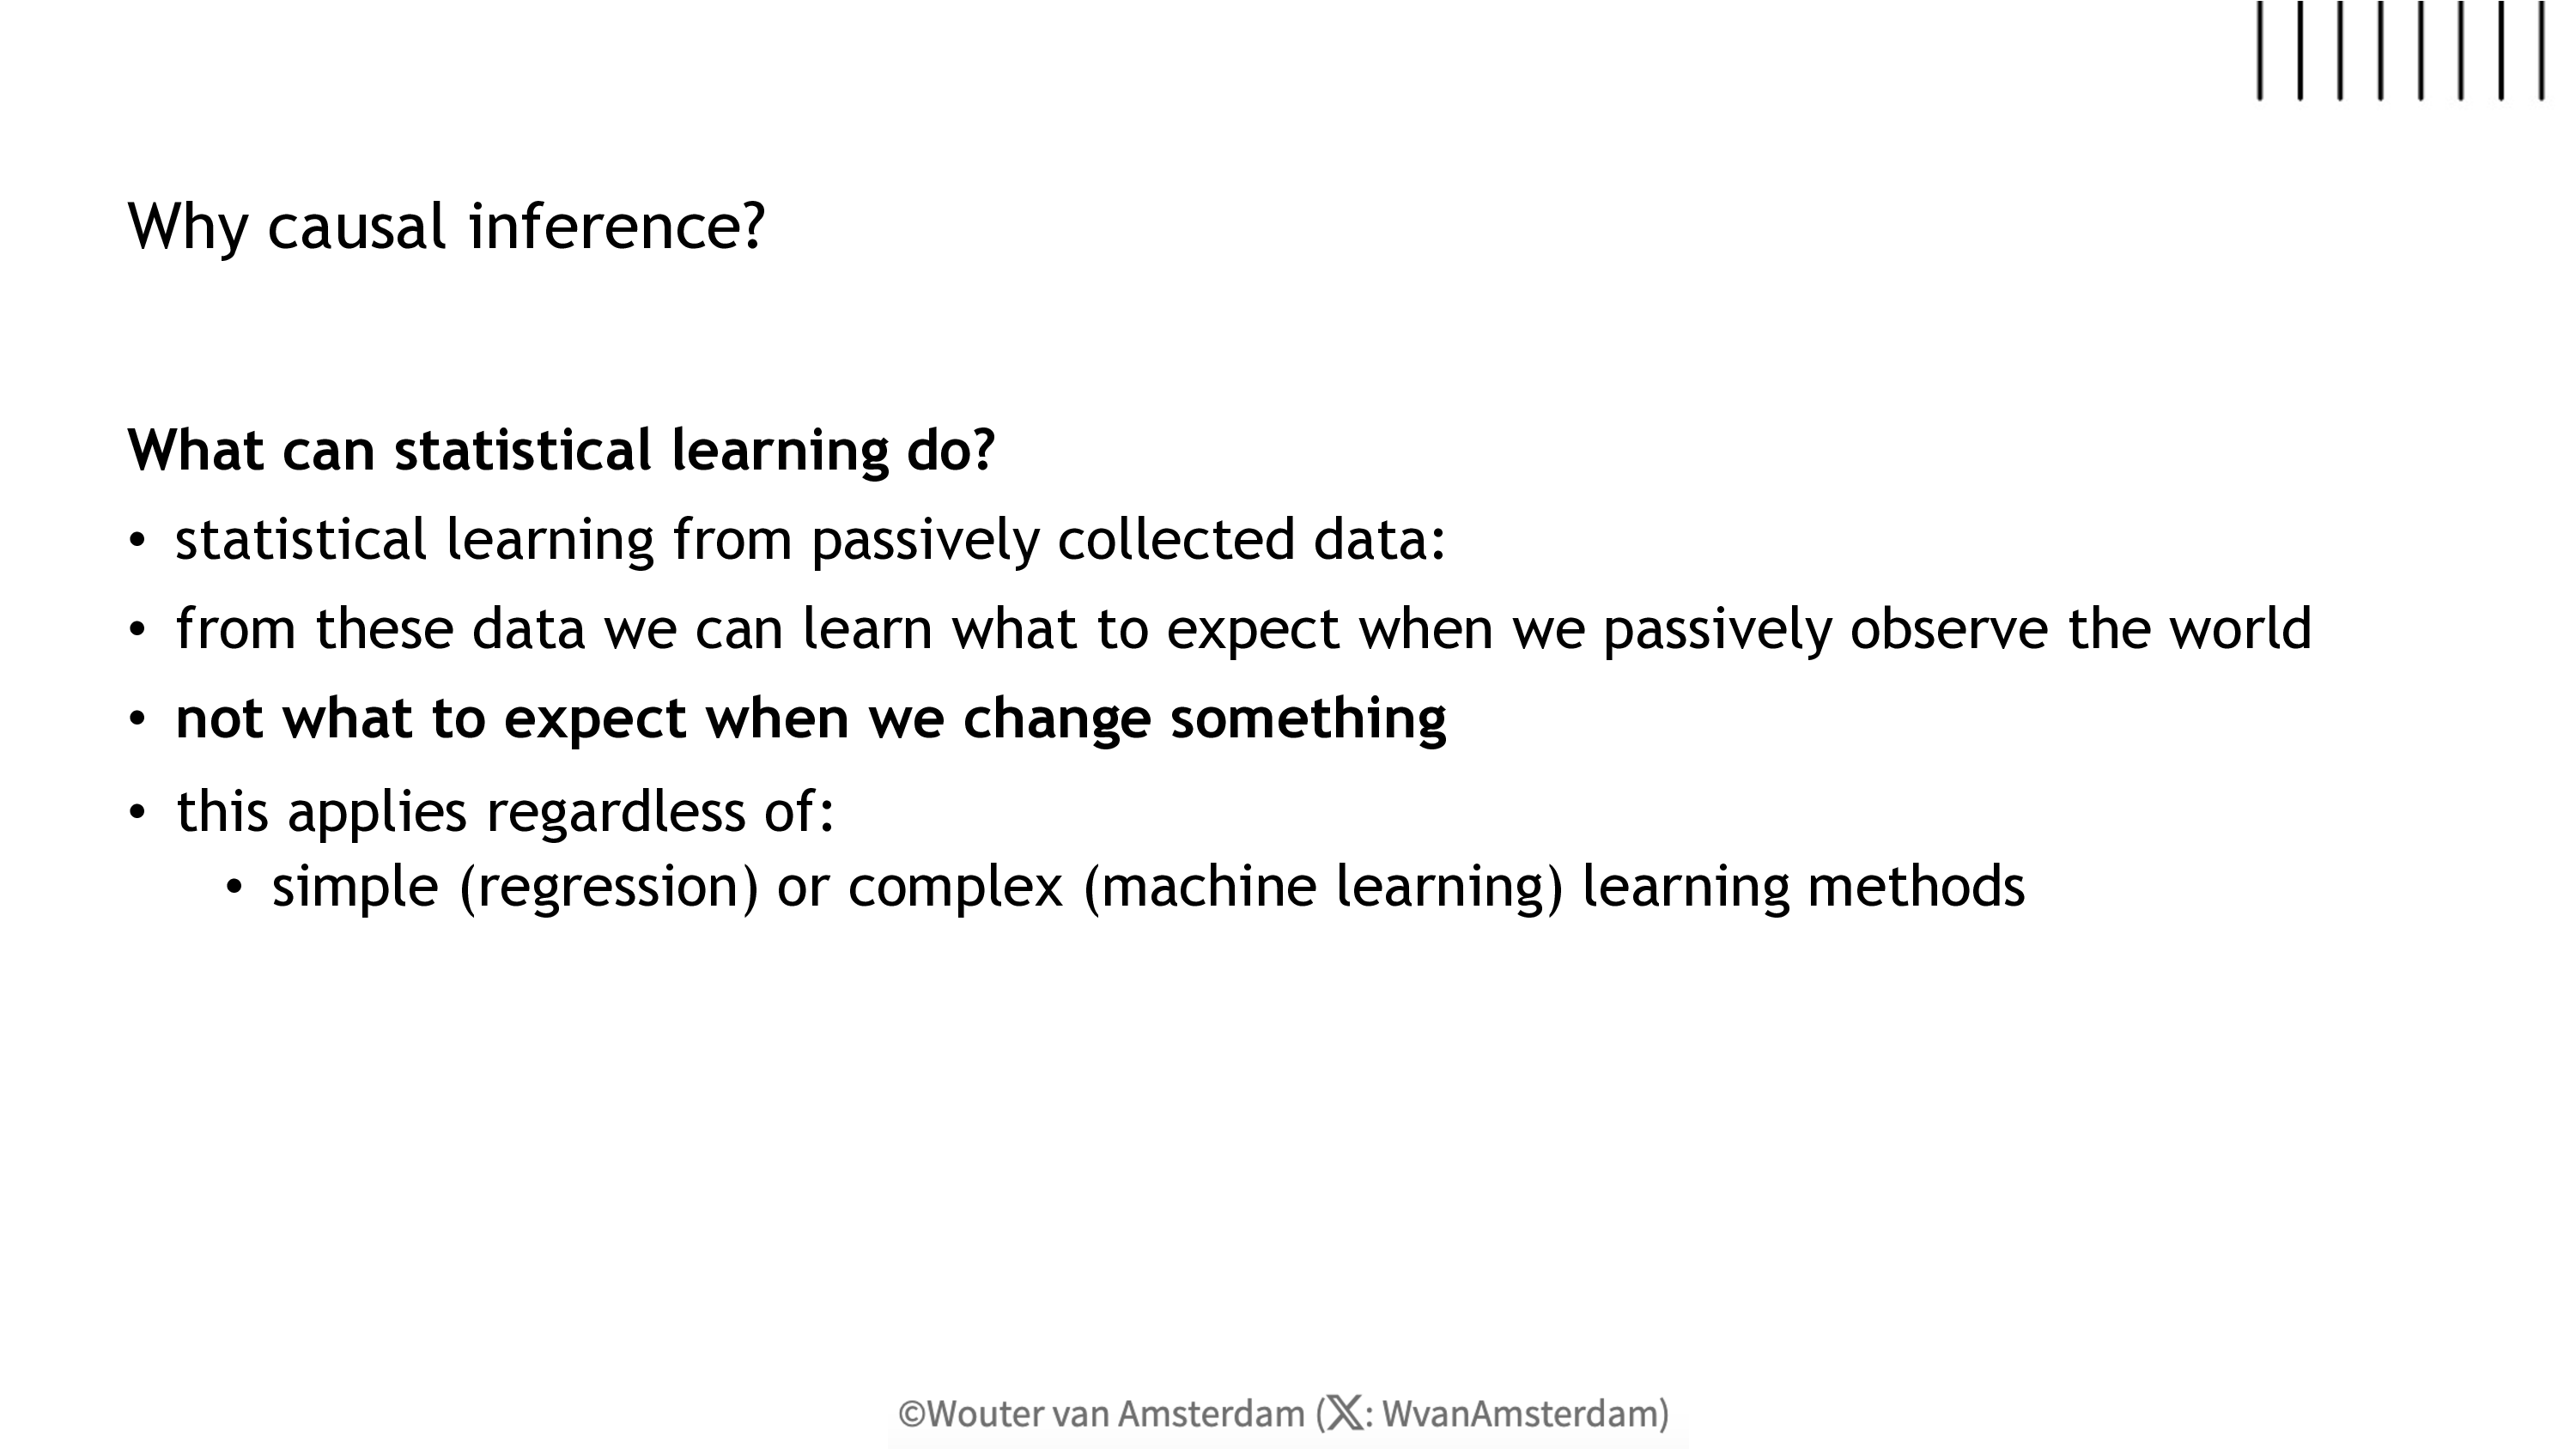 Why causal inference?
What can statistical learning do?
• statistical learning from passively collected data:
• from these data we can learn what to expect when we passively observe the world
• not what to expect when we change something
• this applies regardless of:
• simple (regression) or complex (machine learning) learning methods
©Wouter van Amsterdam (𝕏: WvanAmsterdam)